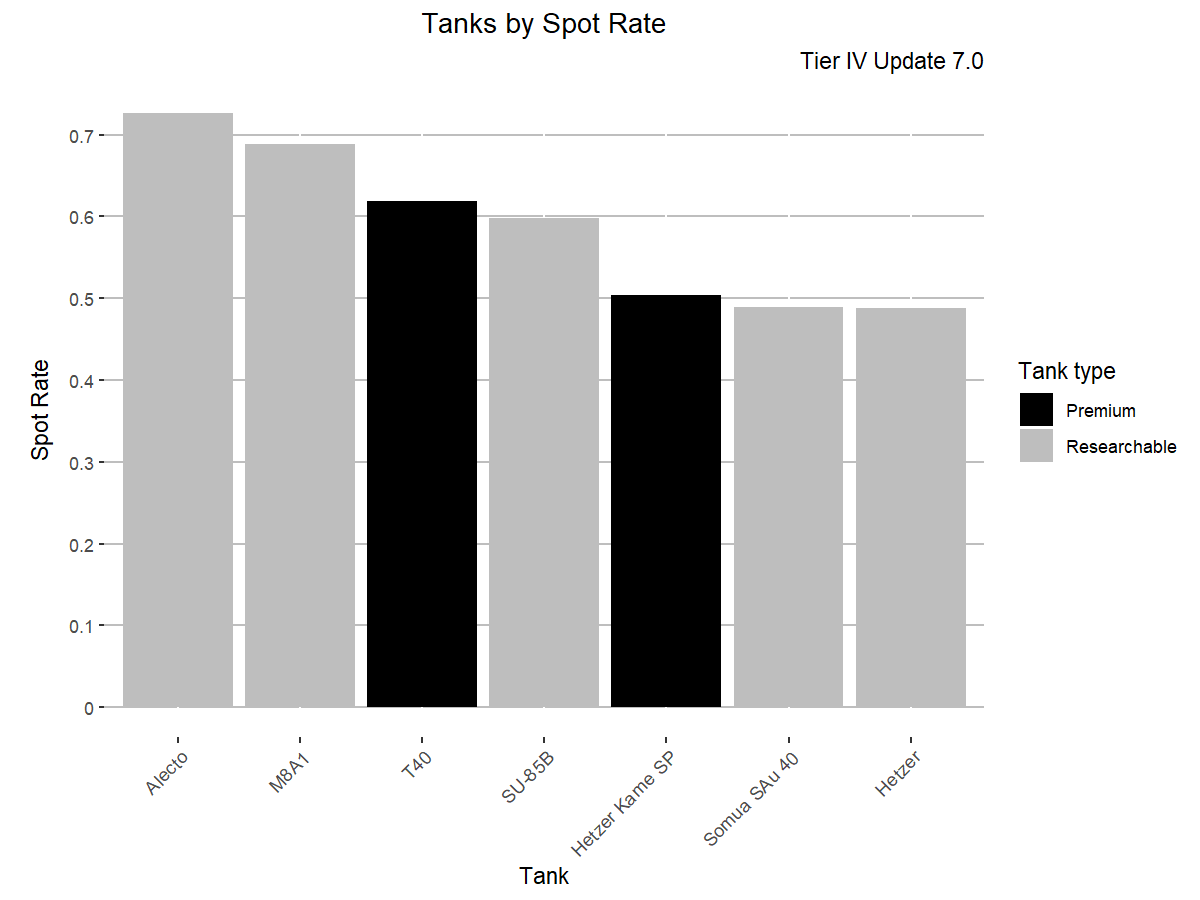 Tanks by Spot Rate
Tier IV Update 7.0
0.7
0.6
0.5
0.4
0.3
0.2
0.1
0
Spot Rate
Alecto
M8A1
T40
SU-85B
Hetzer Kame SP
Somua SAu 40
Hetzer
Tank
Tank type
Premium
Researchable